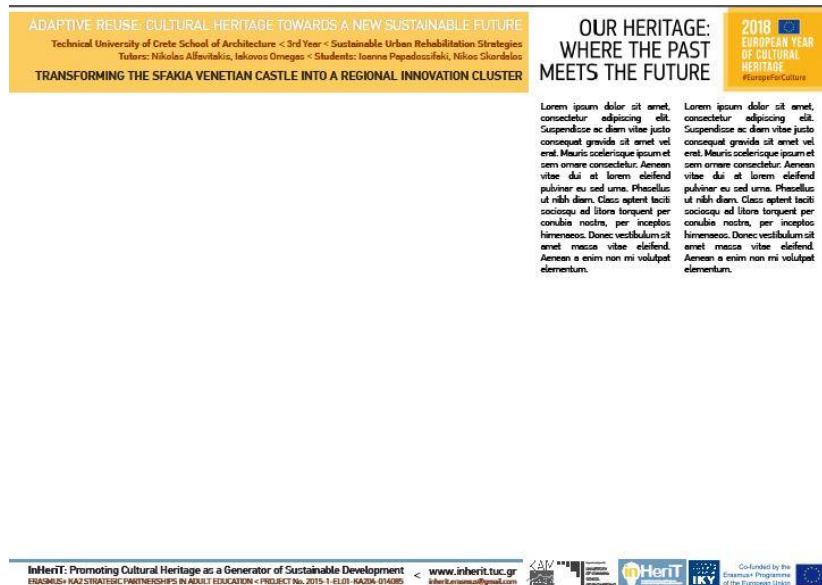 ADAPTIVE REUSE: CULTURAL HERITAGE TOWARDS A NEW SUSTAINABLE FUTURE
Technical University of Crete School of Architecture < 3rd Year < Sustainable Urban Rehabilitation Strategies
Tutors: Nikolas Alfevitakis, Iakovos Omegas < Students: Ioanna Papadossifaki, Nikos Skordalos
TRANSFORMING THE SFAKIA VENETIAN CASTLE INTO A REGIONAL INNOVATION CLUSTER
OUR HERITAGE:
WHERE THE PAST
MEETS THE FUTURE
2018
EUROPEAN YEAR
OF CULTURAL
HERITAGE
#EuropeForCulture
Lorem ipsum dolor sit amet,
consectetur adipiscing elit.
Suspendisse ac diam vitae justo
consequat gravida sit amet vel
erat. Mauris scelerisque ipsum et
sem ornare consectetur. Aenean
vitae dui at lorem eleifend
pulvinar eu sed urna. Phasellus
ut nibh diam. Class aptent taciti
sociosqu ad litora torquent per
conubia nostra, per inceptos
himenaeos. Donec vestibulum sit
amet massa vitae eleifend.
Aenean a enim non mi volutpat
elementum.
Lorem ipsum dolor sit amet,
consectetur adipiscing elit.
Suspendisse ac diam vitae justo
consequat gravida sit amet vel
erat. Mauris scelerisque ipsum et
sem ornare consectetur. Aenean
vitae dui at lorem eleifend
pulvinar eu sed urna. Phasellus
ut nibh diam. Class aptent taciti
sociosqu ad litora torquent per
conubia nostra, per inceptos
himenaeos. Donec vestibulum sit
amet massa vitae eleifend.
Aenean a enim non mi volutpat
elementum.
InHeriT: Promoting Cultural Heritage as a Generator of Sustainable Development < www.inherit.tuc.gr
ERASMUS+ KA2 STRATEGIC PARTNERSHIPS IN ADULT EDUCATION < PROJECT No. 2015-1-EL01-KA204-014085 inherit.erasmus@gmail.com
inHeriT
IKY
Co-funded by the
Erasmus+ Programme
of the European Union